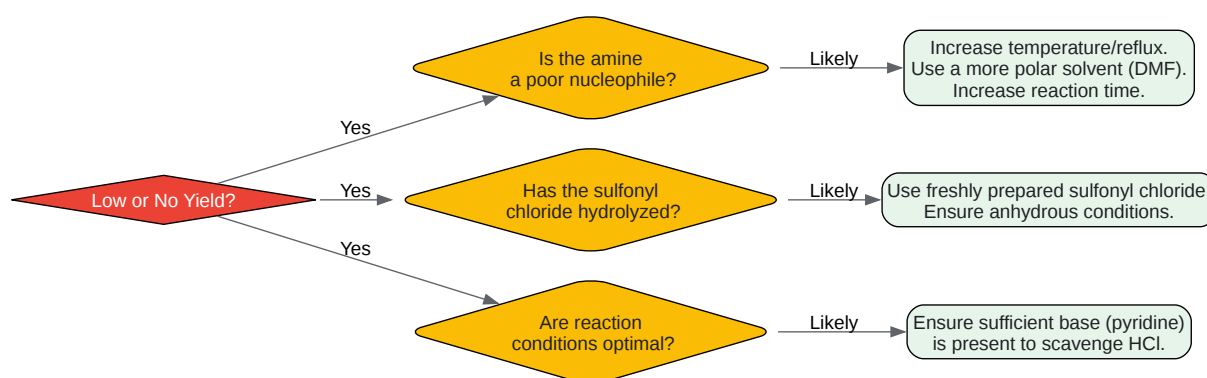 Low or No Yield?
Yes
Is the amine
a poor nucleophile?
Likely
Increase temperature/reflux.
Use a more polar solvent (DMF).
Increase reaction time.
Yes
Has the sulfonyl
chloride hydrolyzed?
Likely
Use freshly prepared sulfonyl chloride
Ensure anhydrous conditions.
Yes
Are reaction
conditions optimal?
Likely
Ensure sufficient base (pyridine)
is present to scavenge HCl.